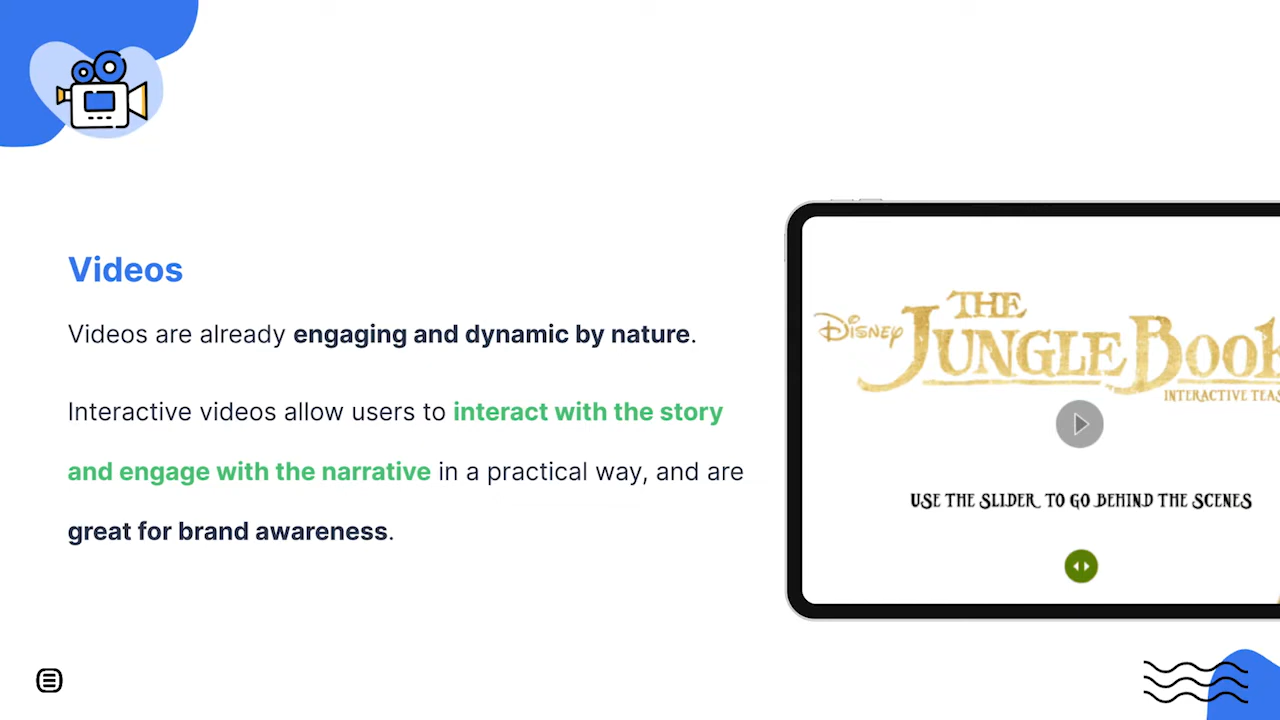 Videos
Videos are already engaging and dynamic by nature.
Interactive videos allow users to interact with the story
and engage with the narrative in a practical way, and are
great for brand awareness.
Disney
THE
JUNGLE BOOK
INTERACTIVE TEAS
USE THE SLIDER TO GO BEHIND THE SCENES